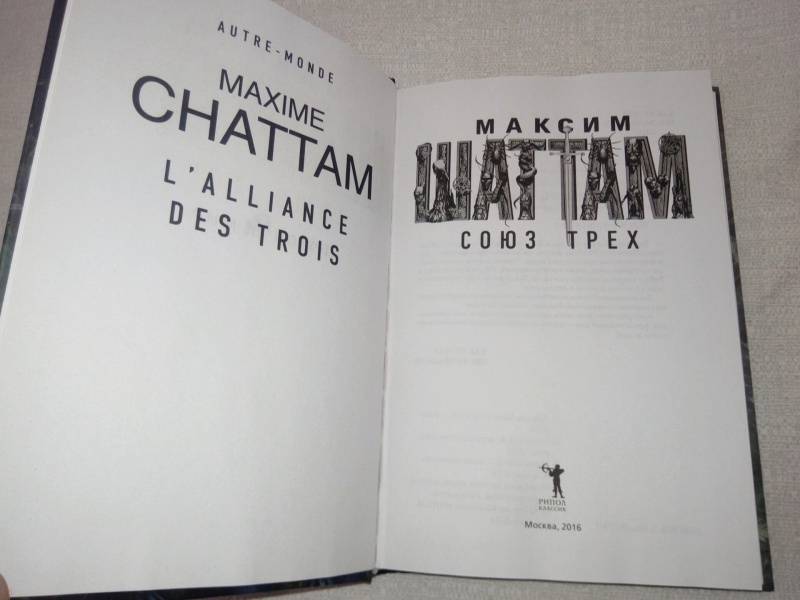 AUTRE-MONDE
MAXIME
CHATTAM
L'ALLIANCE
DES TROIS
МАКСИМ
ШАТТАМ
СОЮЗ ТРЕХ
РИПОЛ
КЛАССИК
Москва, 2016